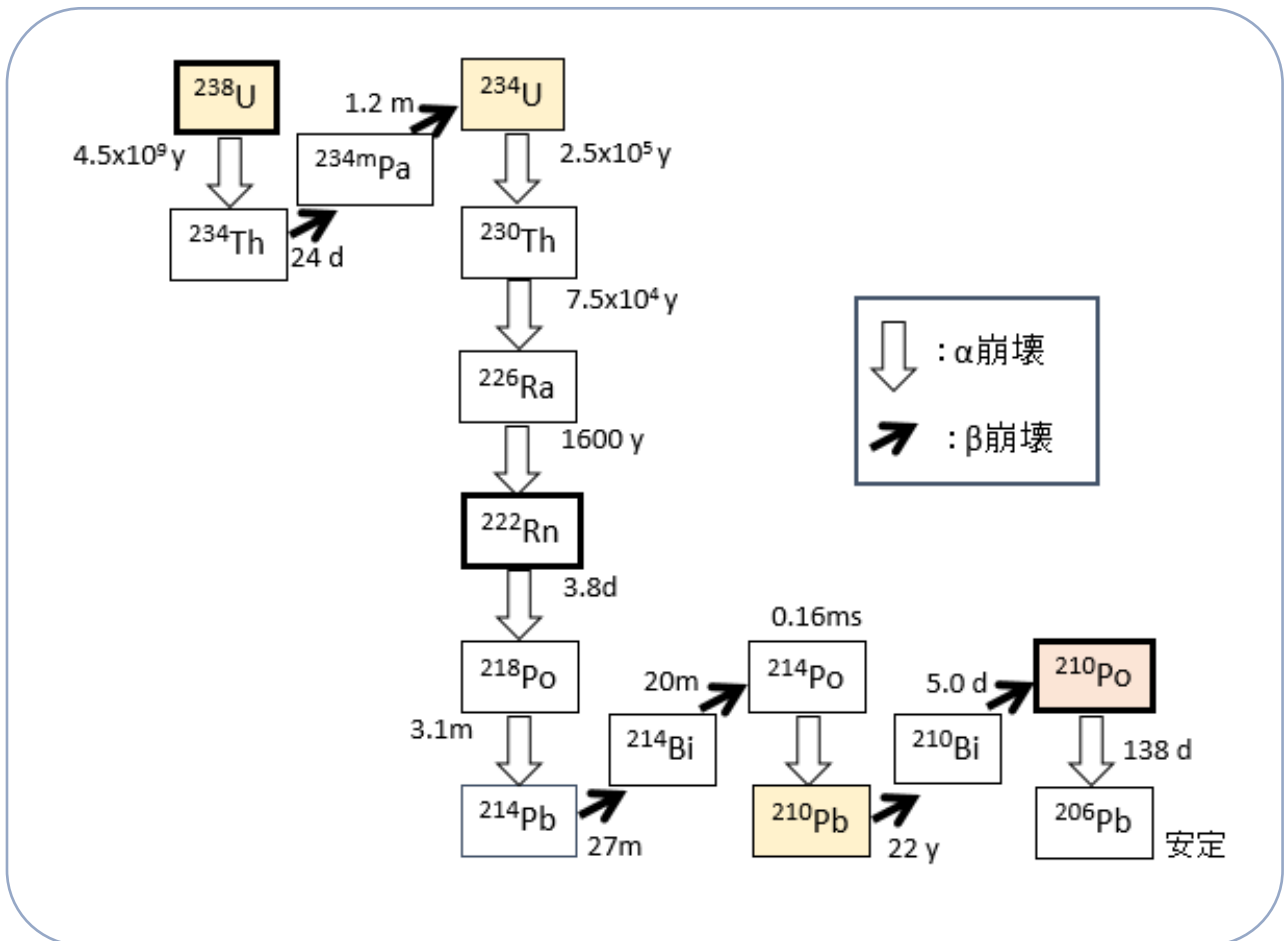 ²³⁸U
1.2 m
²³⁴U
4.5x10⁹ y
²³⁴ᵐPa
2.5x10⁵ y
²³⁴Th
24 d
²³⁰Th
7.5x10⁴ y
²²⁶Ra
1600 y
: α崩壊
: β崩壊
²²²Rn
3.8d
0.16ms
²¹⁸Po
20m
²¹⁴Po
5.0 d
²¹⁰Po
3.1m
²¹⁴Bi
²¹⁰Bi
138 d
²¹⁴Pb
27m
²¹⁰Pb
22 y
²⁰⁶Pb
安定